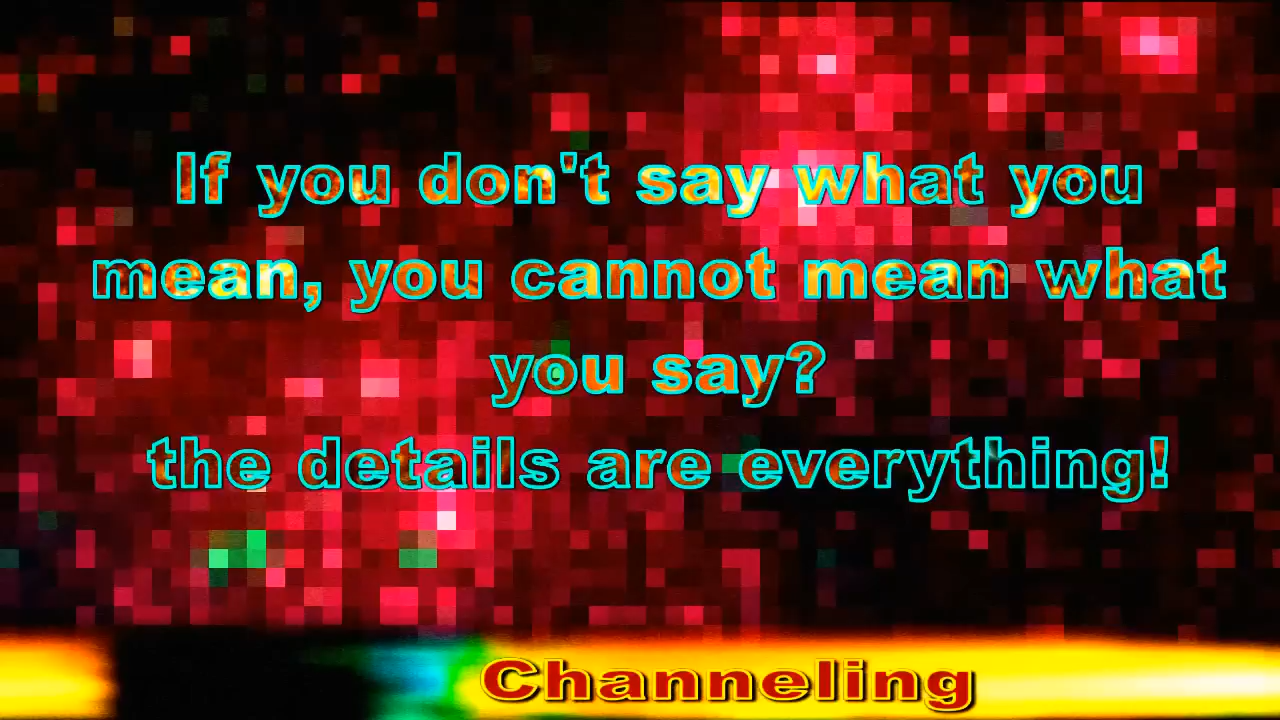 If you don't say what you
mean, you cannot mean what
you say?
the details are everything!
Channeling